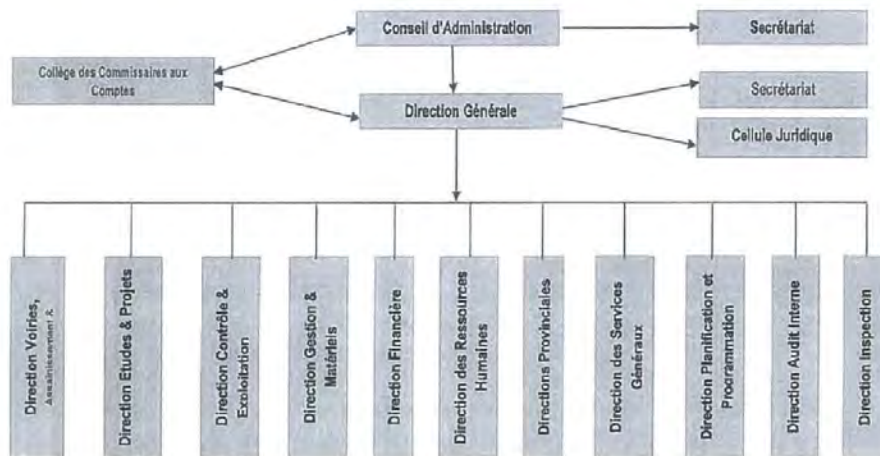 Conseil d'Administration
Secrétariat
Collège des Commissaires aux
Comptes
Secrétariat
Direction Générale
Cellule Juridique
Direction Voiries,
Assainissement &
Direction Etudes & Projets
Direction Contrôle &
Exploitation
Direction Gestion &
Matériels
Direction Financière
Direction des Ressources
Humaines
Directions Provinciales
Direction des Services
Généraux
Direction Planification et
Programmation
Direction Audit Interne
Direction Inspection